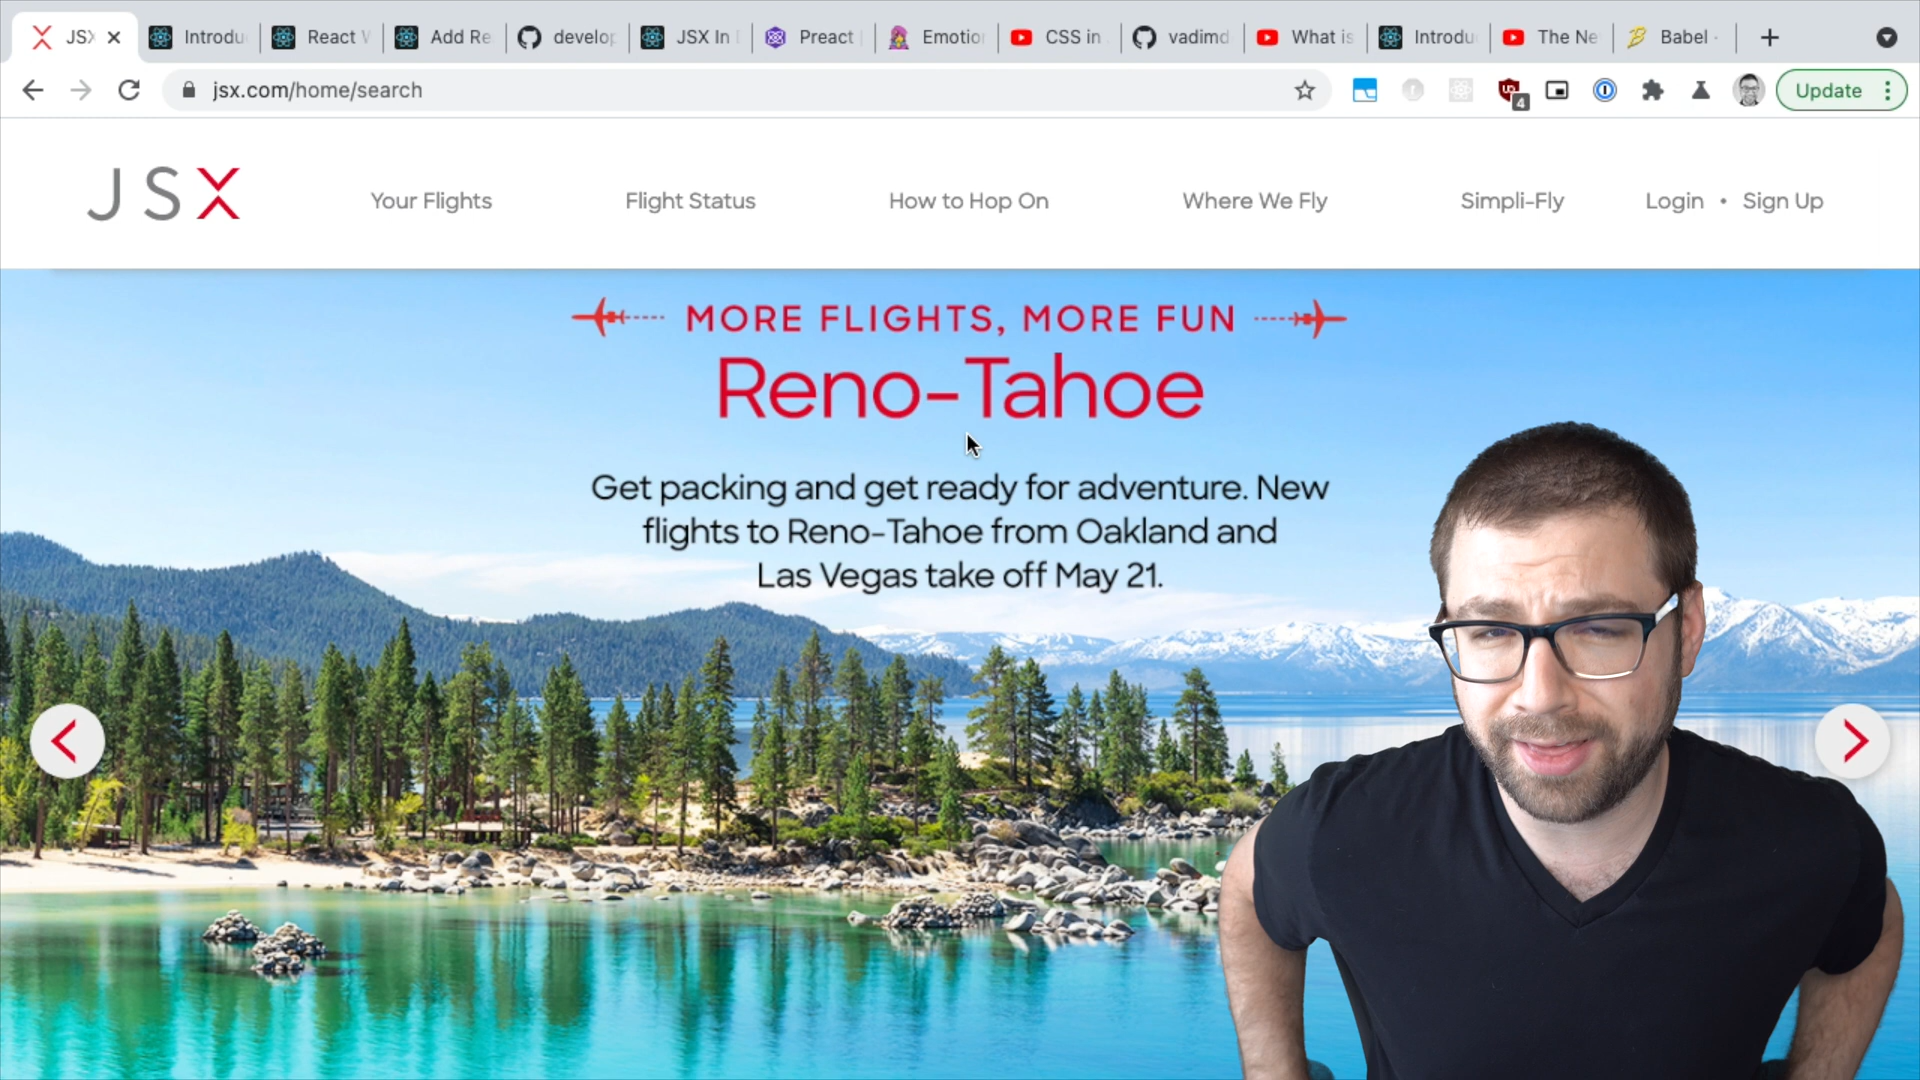 JSX
Introdu
React
Add Re
develop
JSX In
Preact
Emotion
CSS in
vadimd
What is
Introdu
The Ne
Babel
jsx.com/home/search
4
Update
JSX
Your Flights
Flight Status
How to Hop On
Where We Fly
Simpli-Fly
Login • Sign Up
MORE FLIGHTS, MORE FUN
Reno-Tahoe
Get packing and get ready for adventure. New
flights to Reno-Tahoe from Oakland and
Las Vegas take off May 21.